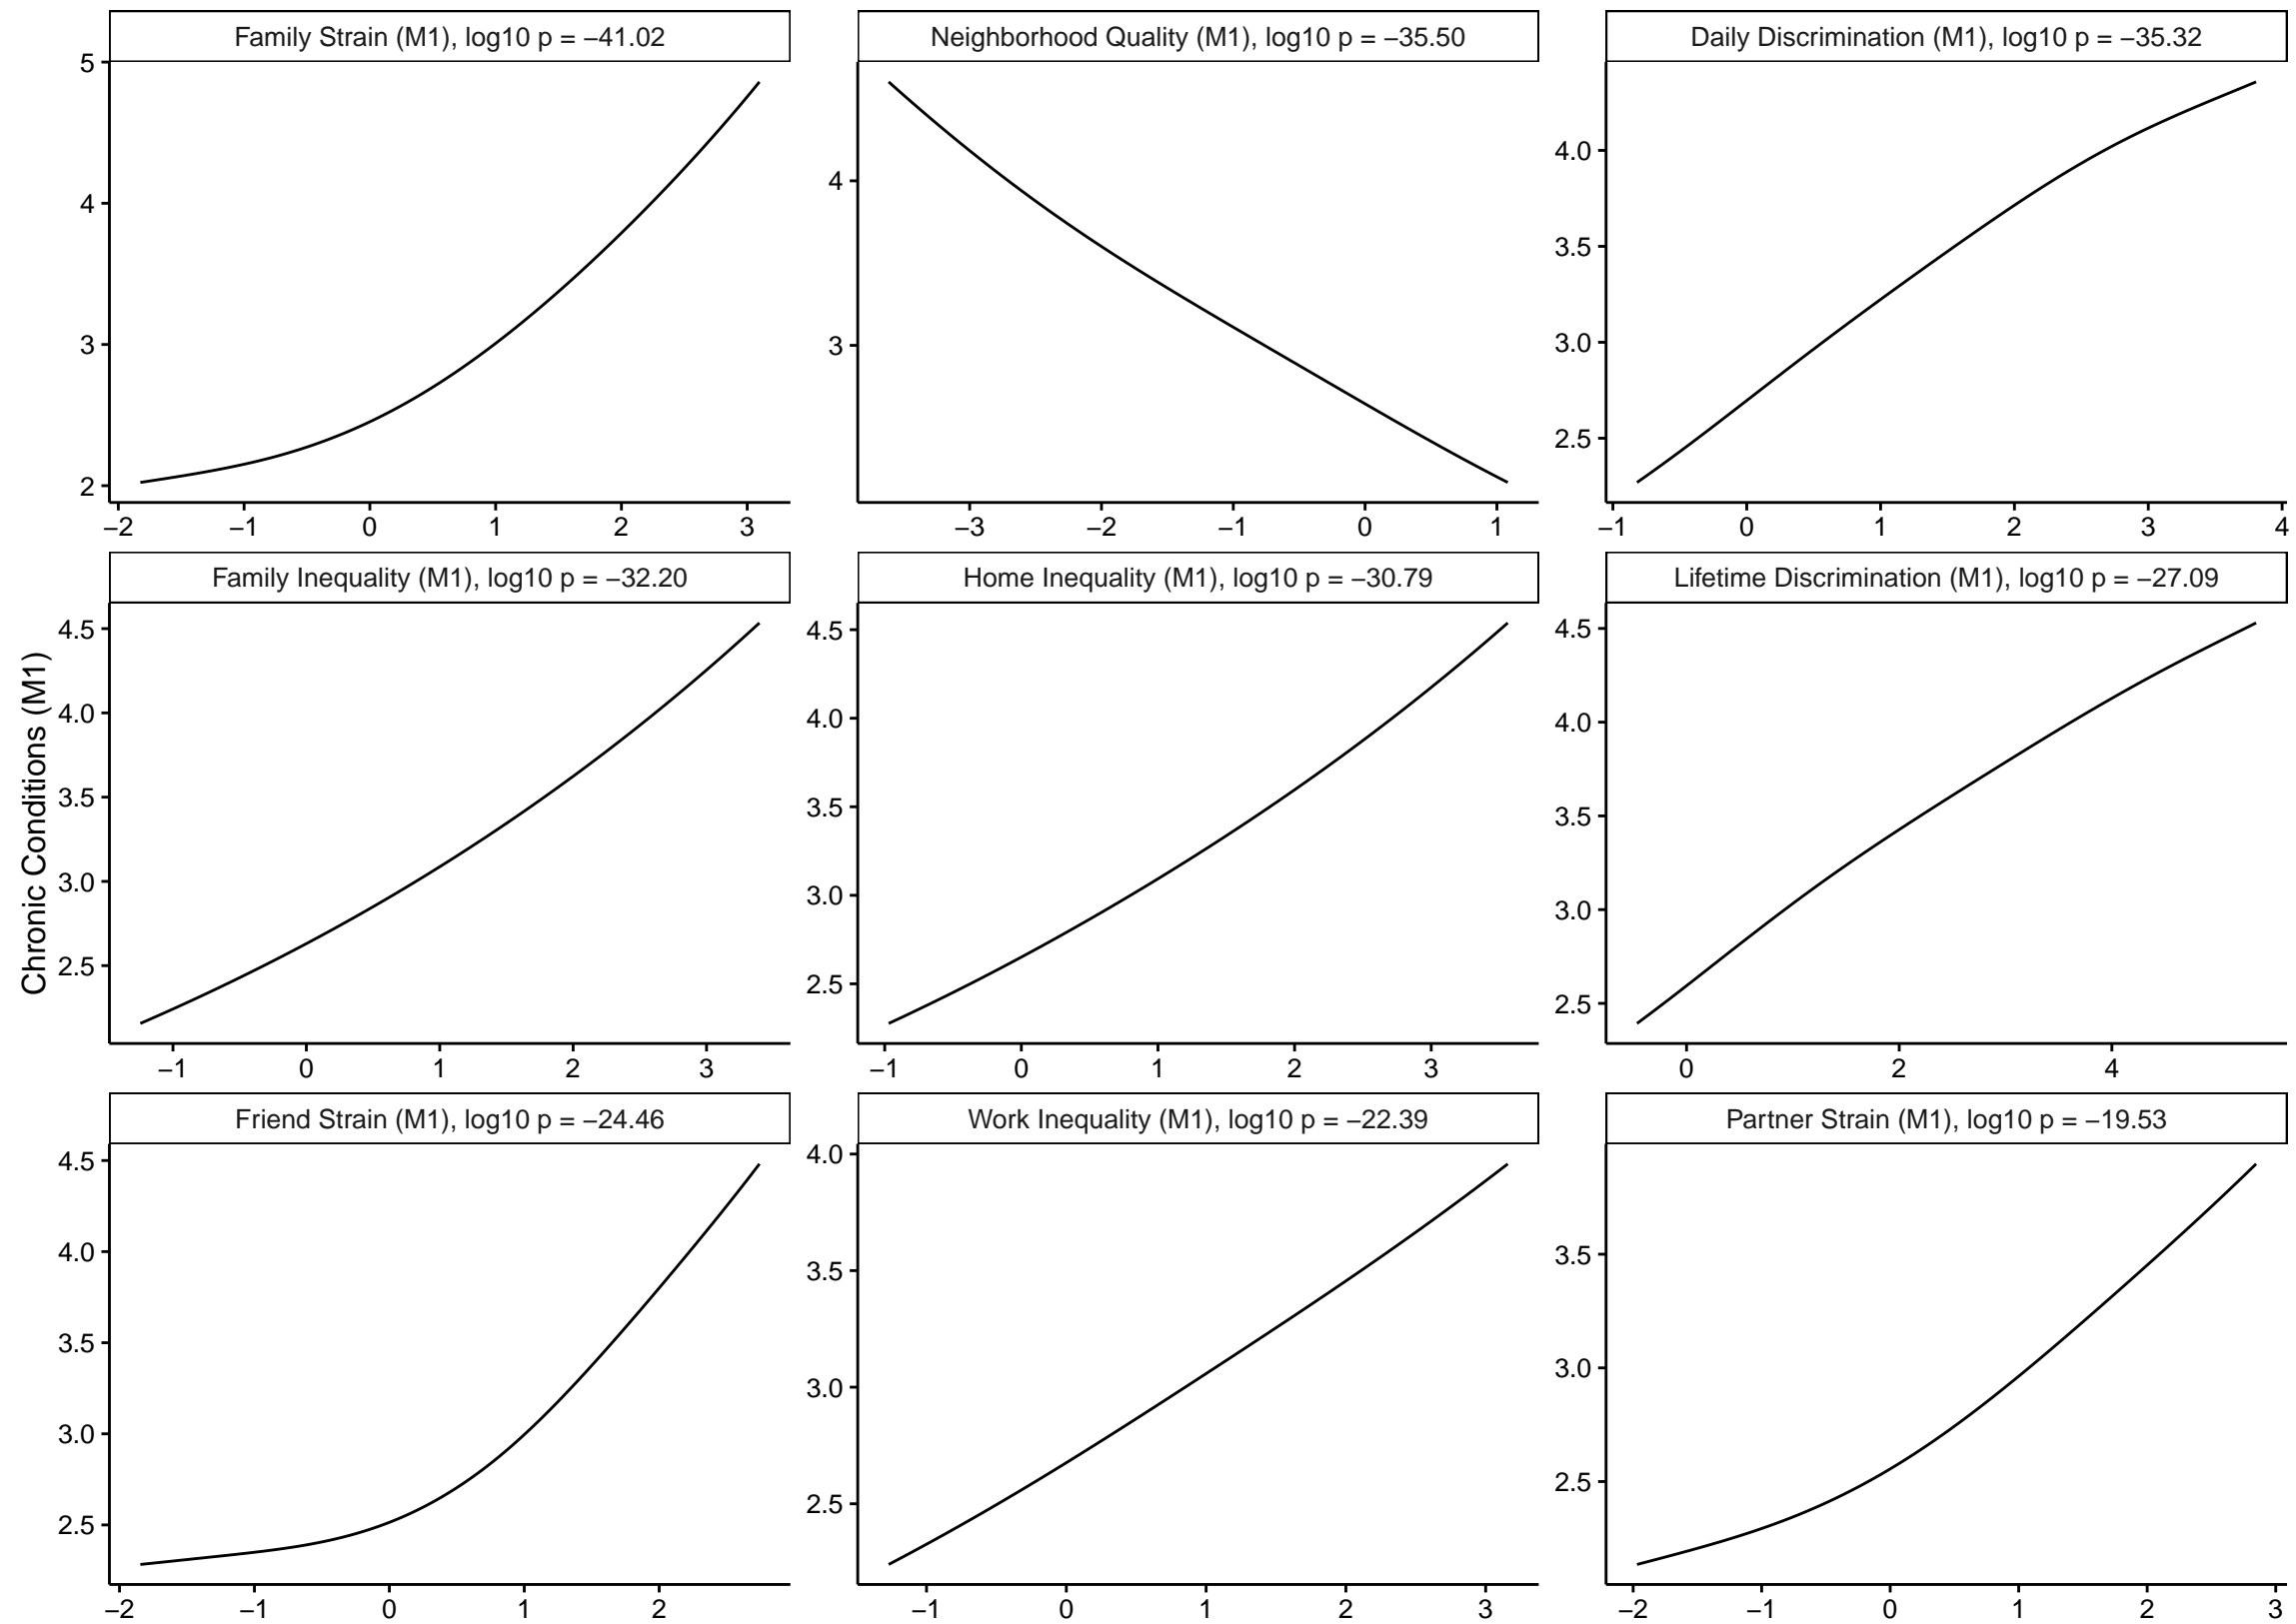 Family Strain (M1), log10 p = −41.02
Neighborhood Quality (M1), log10 p = −35.50
Daily Discrimination (M1), log10 p = −35.32
5
4
3
2
−2 −1 0 1 2 3
4
3
−3 −2 −1 0 1
4.0
3.5
3.0
2.5
−1 0 1 2 3 4
Chronic Conditions (M1)
Family Inequality (M1), log10 p = −32.20
Home Inequality (M1), log10 p = −30.79
Lifetime Discrimination (M1), log10 p = −27.09
4.5
4.0
3.5
3.0
2.5
−1 0 1 2 3
4.5
4.0
3.5
3.0
2.5
−1 0 1 2 3
4.5
4.0
3.5
3.0
2.5
0 2 4
Friend Strain (M1), log10 p = −24.46
Work Inequality (M1), log10 p = −22.39
Partner Strain (M1), log10 p = −19.53
4.5
4.0
3.5
3.0
2.5
−2 −1 0 1 2
4.0
3.5
3.0
2.5
−1 0 1 2 3
3.5
3.0
2.5
−2 −1 0 1 2 3